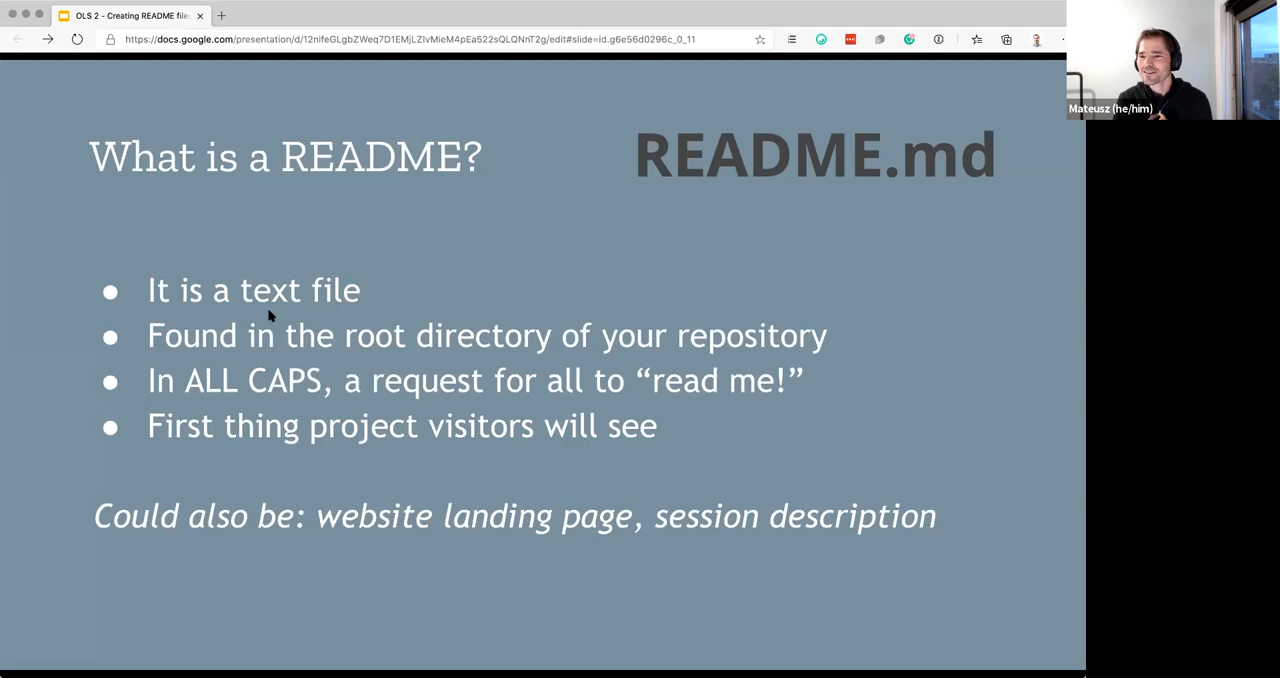 OLS 2 - Creating README file:
https://docs.google.com/presentation/d/12nifeGLgbZWeq7D1EMjLZIvMieM4pEa522sQLQNnT2g/edit#slide=id.g6e56d0296c_0_11
Mateusz (he/him)
What is a README?
README.md
● It is a text file
● Found in the root directory of your repository
● In ALL CAPS, a request for all to “read me!”
● First thing project visitors will see
Could also be: website landing page, session description